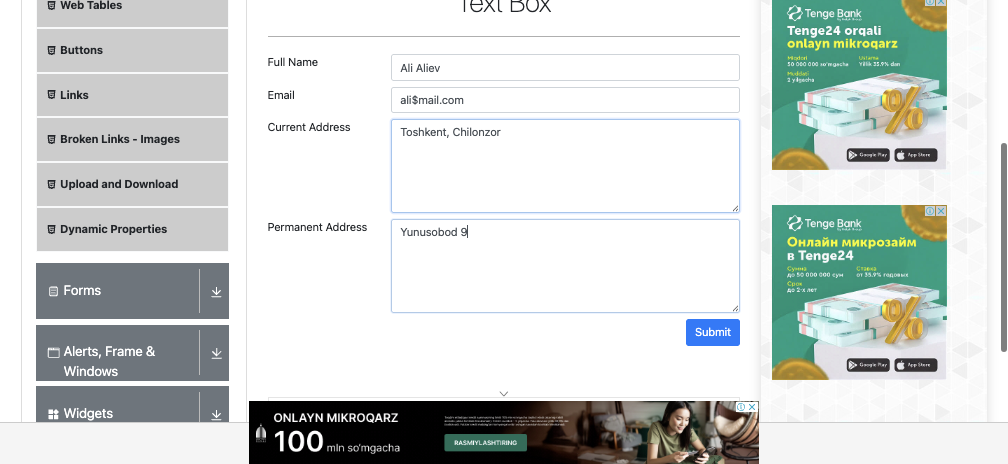 Web Tables
Buttons
Links
Broken Links - Images
Upload and Download
Dynamic Properties
Forms
Alerts, Frame &
Windows
Widgets
Text Box
Full Name
Ali Aliev
Email
ali$mail.com
Current Address
Toshkent, Chilonzor
Permanent Address
Yunusobod 9
Submit
Tenge Bank
Tenge24 orqali
onlayn mikroqarz
Miqdori
50 000 000 so'mgacha
Ustama
Yillik 35.9% dan
Muddati
2 yilgacha
Google Play
App Store
Tenge Bank
Онлайн микрозайм
в Tenge24
Сумма
до 50 000 000 сум
Ставка
от 35.9% годовых
Срок
до 2-х лет
Google Play
App Store
ONLAYN MIKROQARZ
100 mln so'mgacha
RASMIYLASHTIRING